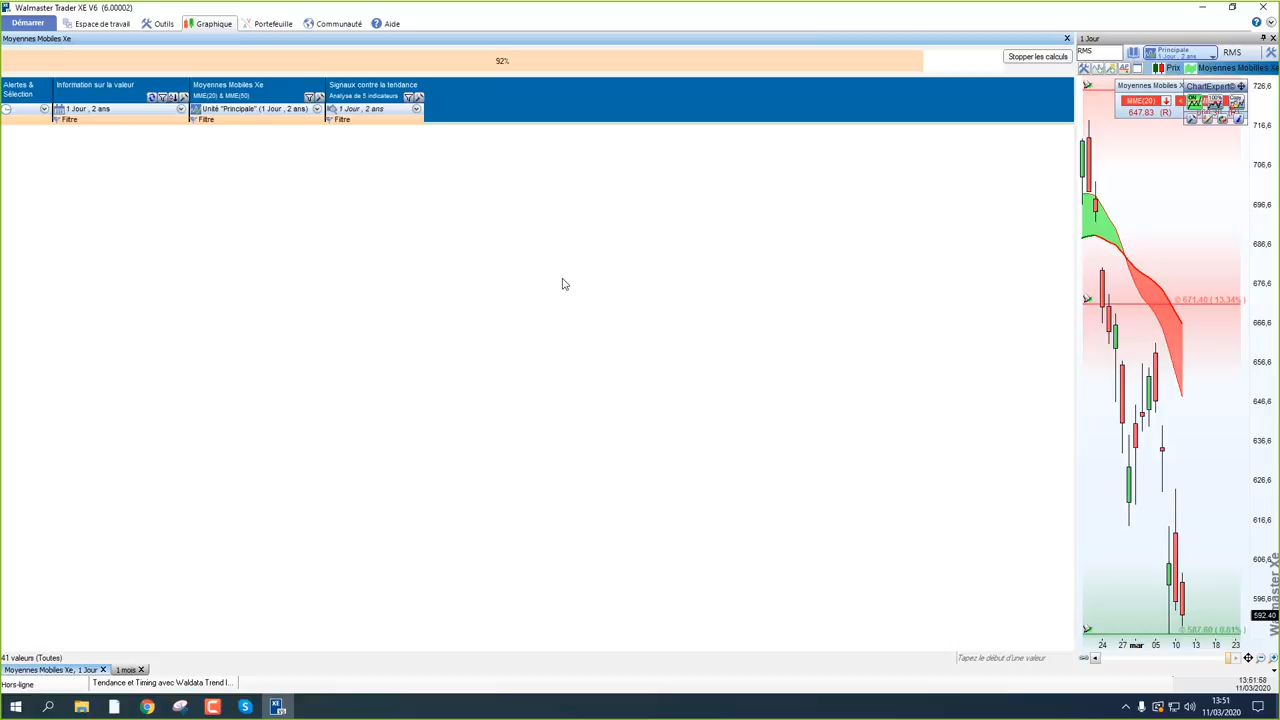 Walmaster Trader XE V6 (6.00002)
Démarrer
Espace de travail
Outils
Graphique
Portefeuille
Communauté
Aide
Moyennes Mobiles Xe
1 Jour
92%
Stopper les calculs
RMS
Principale
1 Jour , 2 ans
RMS
Prix
Moyennes Mobiles Xe
Alertes &
Sélection
Information sur la valeur
1 Jour , 2 ans
Filtre
Moyennes Mobiles Xe
MME(20) & MME(50)
Unité "Principale" (1 Jour , 2 ans)
Filtre
Signaux contre la tendance
Analyse de 5 indicateurs
1 Jour , 2 ans
Filtre
Moyennes Mobiles X
ChartExpert©
MME(20)
647.83 (R)
726,6
716,6
706,6
696,6
686,6
676,6
666,6
656,6
646,6
636,6
626,6
616,6
606,6
596,6
592.40
© 671.40 ( 13.34% )
© 587.60 ( 0.81% )
Walmaster Xe
24 27 mar 05 10 13 18 23
41 valeurs (Toutes)
Tapez le début d'une valeur
Moyennes Mobiles Xe, 1 Jour
1 mois
Hors-ligne
Tendance et Timing avec Waldata Trend I...
13:51:58
11/03/2020
13:51
11/03/2020